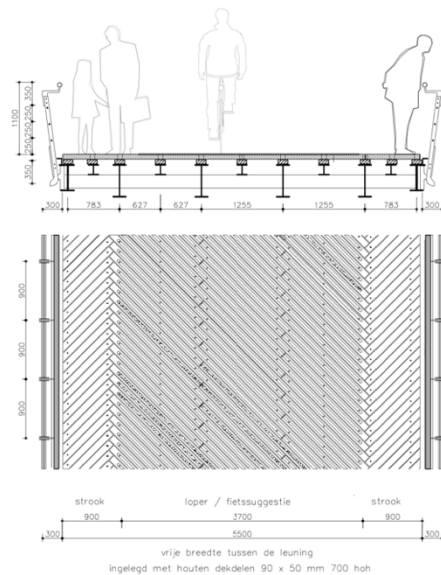 350
250
250
250
350
1100
300 783 627 627 1255 1255 783 300
900
900
900
strook loper / fietssuggestie strook
900 3700 900
300 5500 300
vrije breedte tussen de leuning
ingelegd met houten dekdelen 90 x 50 mm 700 hoh